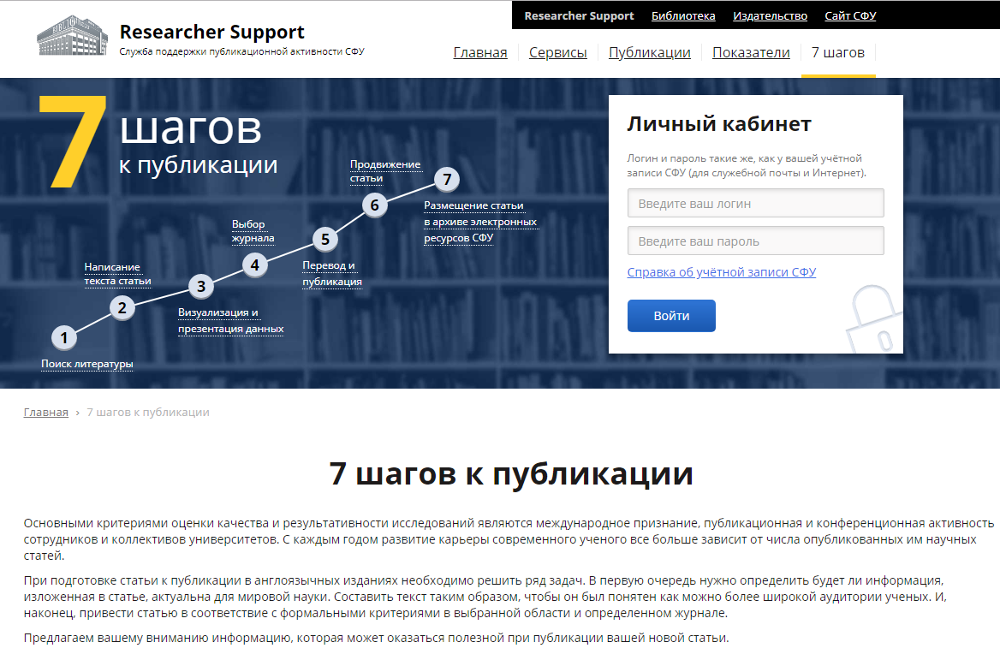 BIBLIO
Researcher Support
Служба поддержки публикационной активности СФУ
Researcher Support Библиотека Издательство Сайт СФУ
Главная Сервисы Публикации Показатели 7 шагов
7 шагов
к публикации
1
Поиск литературы
2
Написание
текста статьи
3
Визуализация и
презентация данных
4
Выбор
журнала
5
Перевод и
публикация
6
Продвижение
статьи
7
Размещение статьи
в архиве электронных
ресурсов СФУ
Личный кабинет
Логин и пароль такие же, как у вашей учётной
записи СФУ (для служебной почты и Интернет).
Введите ваш логин
Введите ваш пароль
Справка об учётной записи СФУ
Войти
Главная › 7 шагов к публикации
7 шагов к публикации
Основными критериями оценки качества и результативности исследований являются международное признание, публикационная и конференционная активность
сотрудников и коллективов университетов. С каждым годом развитие карьеры современного ученого все больше зависит от числа опубликованных им научных
статей.
При подготовке статьи к публикации в англоязычных изданиях необходимо решить ряд задач. В первую очередь нужно определить будет ли информация,
изложенная в статье, актуальна для мировой науки. Составить текст таким образом, чтобы он был понятен как можно более широкой аудитории ученых. И,
наконец, привести статью в соответствие с формальными критериями в выбранной области и определенном журнале.
Предлагаем вашему вниманию информацию, которая может оказаться полезной при публикации вашей новой статьи.